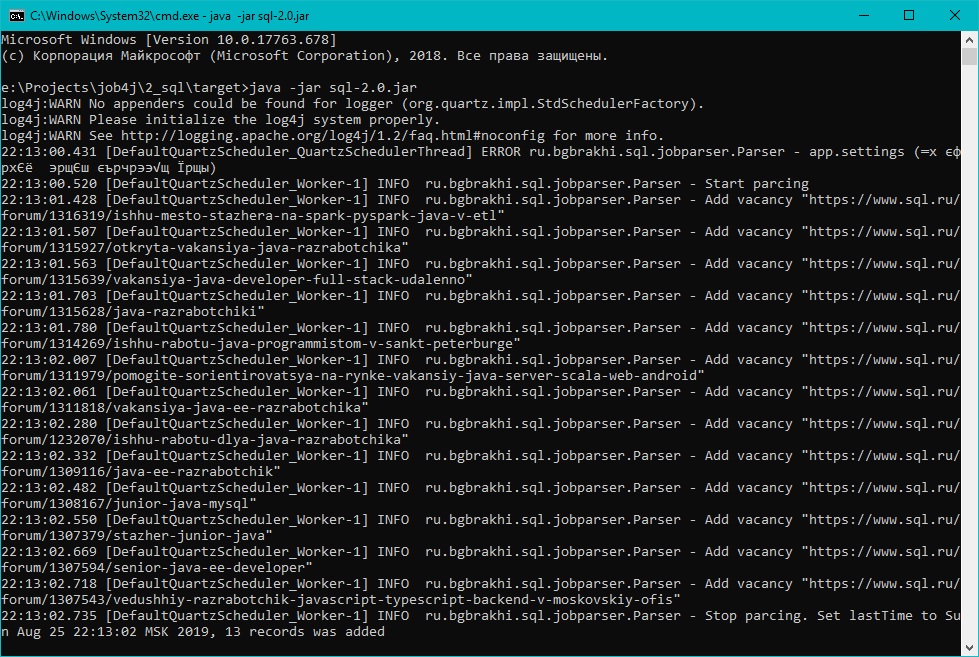 C:\Windows\System32\cmd.exe - java -jar sql-2.0.jar
Microsoft Windows [Version 10.0.17763.678]
(c) Корпорация Майкрософт (Microsoft Corporation), 2018. Все права защищены.
e:\Projects\job4j\2_sql\target>java -jar sql-2.0.jar
log4j:WARN No appenders could be found for logger (org.quartz.impl.StdSchedulerFactory).
log4j:WARN Please initialize the log4j system properly.
log4j:WARN See http://logging.apache.org/log4j/1.2/faq.html#noconfig for more info.
22:13:00.431 [DefaultQuartzScheduler_QuartzSchedulerThread] ERROR ru.bgbrakhi.sql.jobparser.Parser - app.settings (═х єф
рхЄё  эрщЄш єърчрээ√щ Їрщы)
22:13:00.520 [DefaultQuartzScheduler_Worker-1] INFO  ru.bgbrakhi.sql.jobparser.Parser - Start parcing
22:13:01.428 [DefaultQuartzScheduler_Worker-1] INFO  ru.bgbrakhi.sql.jobparser.Parser - Add vacancy "https://www.sql.ru/
forum/1316319/ishhu-mesto-stazhera-na-spark-pyspark-java-v-etl"
22:13:01.507 [DefaultQuartzScheduler_Worker-1] INFO  ru.bgbrakhi.sql.jobparser.Parser - Add vacancy "https://www.sql.ru/
forum/1315927/otkryta-vakansiya-java-razrabotchika"
22:13:01.563 [DefaultQuartzScheduler_Worker-1] INFO  ru.bgbrakhi.sql.jobparser.Parser - Add vacancy "https://www.sql.ru/
forum/1315639/vakansiya-java-developer-full-stack-udalenno"
22:13:01.703 [DefaultQuartzScheduler_Worker-1] INFO  ru.bgbrakhi.sql.jobparser.Parser - Add vacancy "https://www.sql.ru/
forum/1315628/java-razrabotchiki"
22:13:01.780 [DefaultQuartzScheduler_Worker-1] INFO  ru.bgbrakhi.sql.jobparser.Parser - Add vacancy "https://www.sql.ru/
forum/1314269/ishhu-rabotu-java-programmistom-v-sankt-peterburge"
22:13:02.007 [DefaultQuartzScheduler_Worker-1] INFO  ru.bgbrakhi.sql.jobparser.Parser - Add vacancy "https://www.sql.ru/
forum/1311979/pomogite-sorientirovatsya-na-rynke-vakansiy-java-server-scala-web-android"
22:13:02.061 [DefaultQuartzScheduler_Worker-1] INFO  ru.bgbrakhi.sql.jobparser.Parser - Add vacancy "https://www.sql.ru/
forum/1311818/vakansiya-java-ee-razrabotchika"
22:13:02.280 [DefaultQuartzScheduler_Worker-1] INFO  ru.bgbrakhi.sql.jobparser.Parser - Add vacancy "https://www.sql.ru/
forum/1232070/ishhu-rabotu-dlya-java-razrabotchika"
22:13:02.332 [DefaultQuartzScheduler_Worker-1] INFO  ru.bgbrakhi.sql.jobparser.Parser - Add vacancy "https://www.sql.ru/
forum/1309116/java-ee-razrabotchik"
22:13:02.482 [DefaultQuartzScheduler_Worker-1] INFO  ru.bgbrakhi.sql.jobparser.Parser - Add vacancy "https://www.sql.ru/
forum/1308167/junior-java-mysql"
22:13:02.550 [DefaultQuartzScheduler_Worker-1] INFO  ru.bgbrakhi.sql.jobparser.Parser - Add vacancy "https://www.sql.ru/
forum/1307379/stazher-junior-java"
22:13:02.669 [DefaultQuartzScheduler_Worker-1] INFO  ru.bgbrakhi.sql.jobparser.Parser - Add vacancy "https://www.sql.ru/
forum/1307594/senior-java-ee-developer"
22:13:02.718 [DefaultQuartzScheduler_Worker-1] INFO  ru.bgbrakhi.sql.jobparser.Parser - Add vacancy "https://www.sql.ru/
forum/1307543/vedushhiy-razrabotchik-javascript-typescript-backend-v-moskovskiy-ofis"
22:13:02.735 [DefaultQuartzScheduler_Worker-1] INFO  ru.bgbrakhi.sql.jobparser.Parser - Stop parcing. Set lastTime to Su
n Aug 25 22:13:02 MSK 2019, 13 records was added